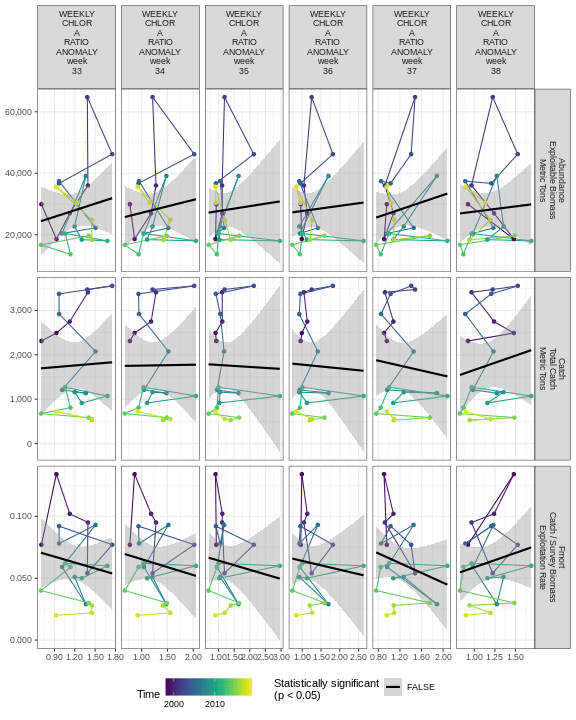 WEEKLY WEEKLY WEEKLY WEEKLY WEEKLY WEEKLY
CHLOR CHLOR CHLOR CHLOR CHLOR CHLOR
A A A A A A
RATIO RATIO RATIO RATIO RATIO RATIO
ANOMALY ANOMALY ANOMALY ANOMALY ANOMALY ANOMALY
week week week week week week
33 34 35 36 37 38
60,000
40,000
20,000
Abundance
Exploitable Biomass
Metric Tons
3,000
2,000
1,000
0
Catch
Total Catch
Metric Tons
0.100
0.050
0.000
Fmort
Catch / Survey Biomass
Exploitation Rate
0.90 1.20 1.50 1.80 1.00 1.50 2.00 1.00 1.50 2.00 2.50 3.00 1.00 1.50 2.00 2.50 0.80 1.20 1.60 2.00 1.00 1.25 1.50
Time
2000 2010
Statistically significant
(p < 0.05)
FALSE